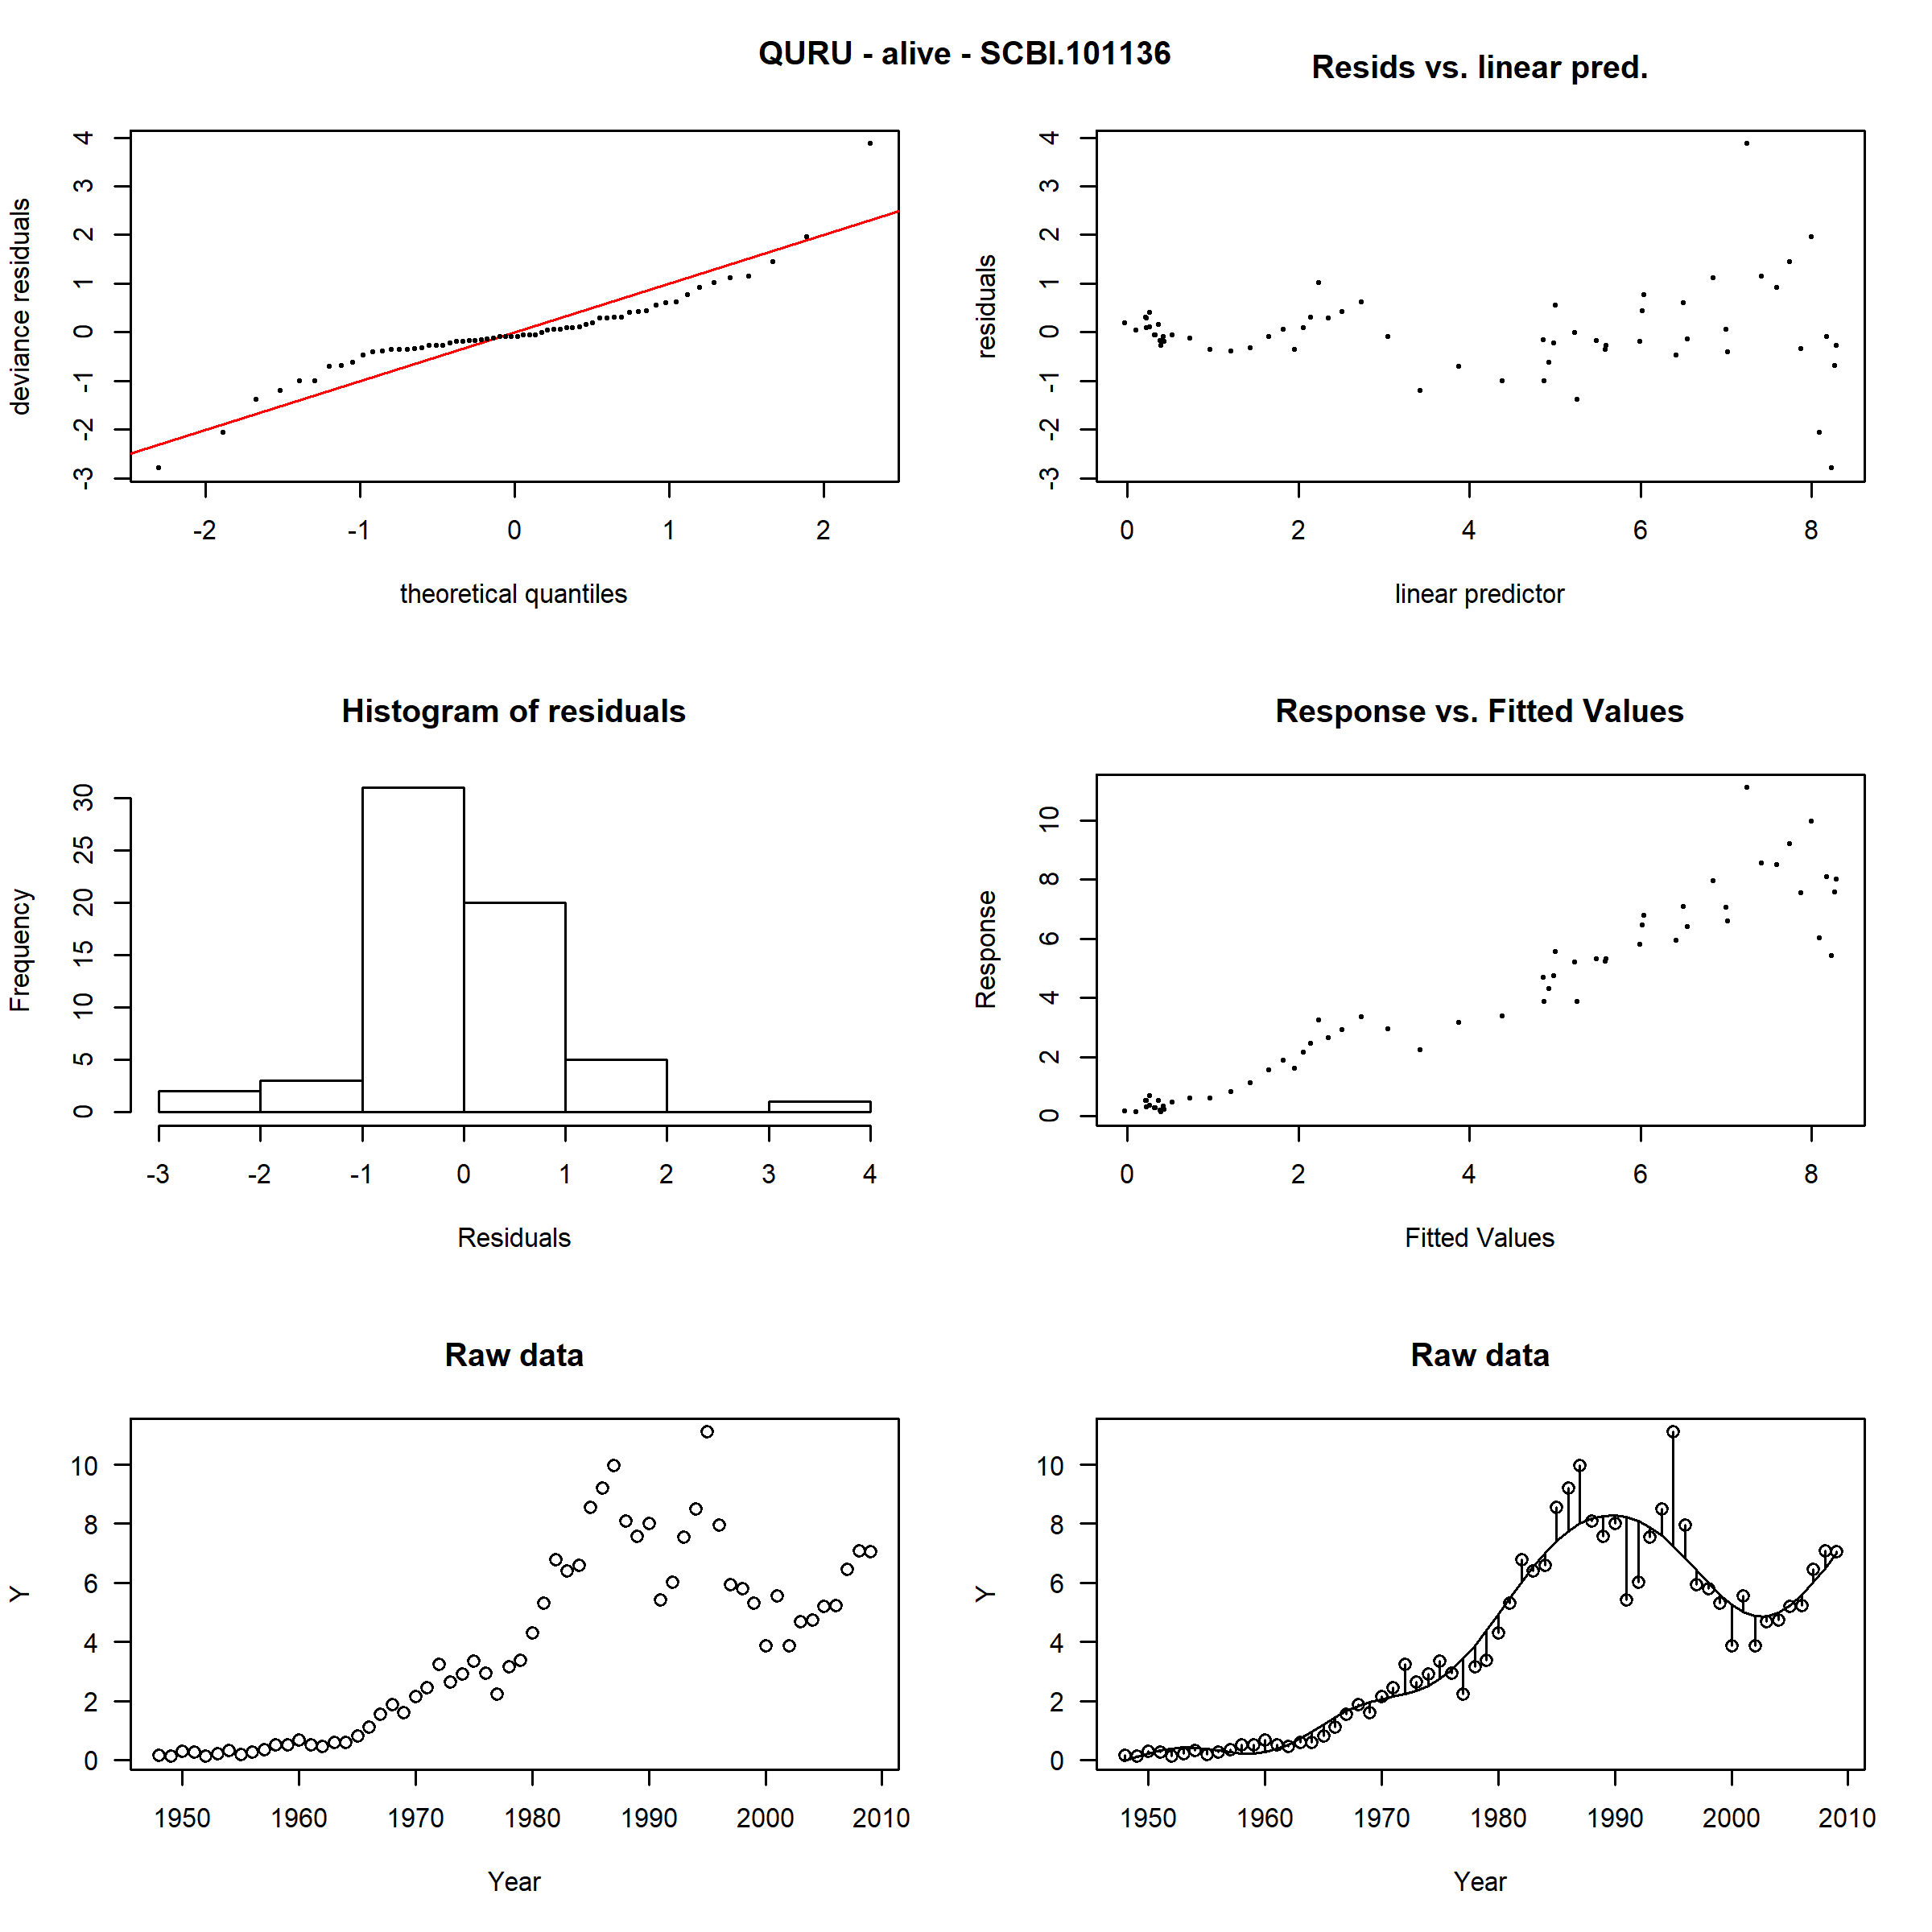 QURU - alive - SCBI.101136
Resids vs. linear pred.
deviance residuals
-3 -2 -1 0 1 2 3 4
-2 -1 0 1 2
theoretical quantiles
residuals
-3 -2 -1 0 1 2 3 4
0 2 4 6 8
linear predictor
Histogram of residuals
Frequency
0 5 10 15 20 25 30
-3 -2 -1 0 1 2 3 4
Residuals
Response vs. Fitted Values
Response
0 2 4 6 8 10
0 2 4 6 8
Fitted Values
Raw data
Y
0 2 4 6 8 10
1950 1960 1970 1980 1990 2000 2010
Year
Raw data
Y
0 2 4 6 8 10
1950 1960 1970 1980 1990 2000 2010
Year